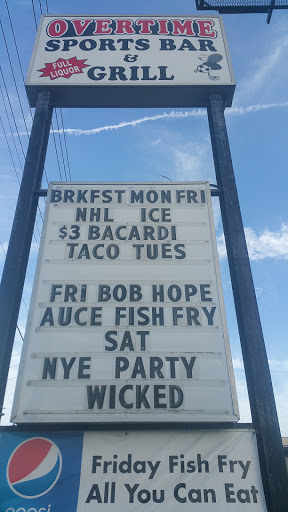 OVERTIME
SPORTS BAR
&
FULL
LIQUOR
GRILL
BRKFST MON FRI
NHL ICE
$3 BACARDI
TACO TUES
FRI BOB HOPE
AUCE FISH FRY
SAT
NYE PARTY
WICKED
pepsi
Friday Fish Fry
All You Can Eat